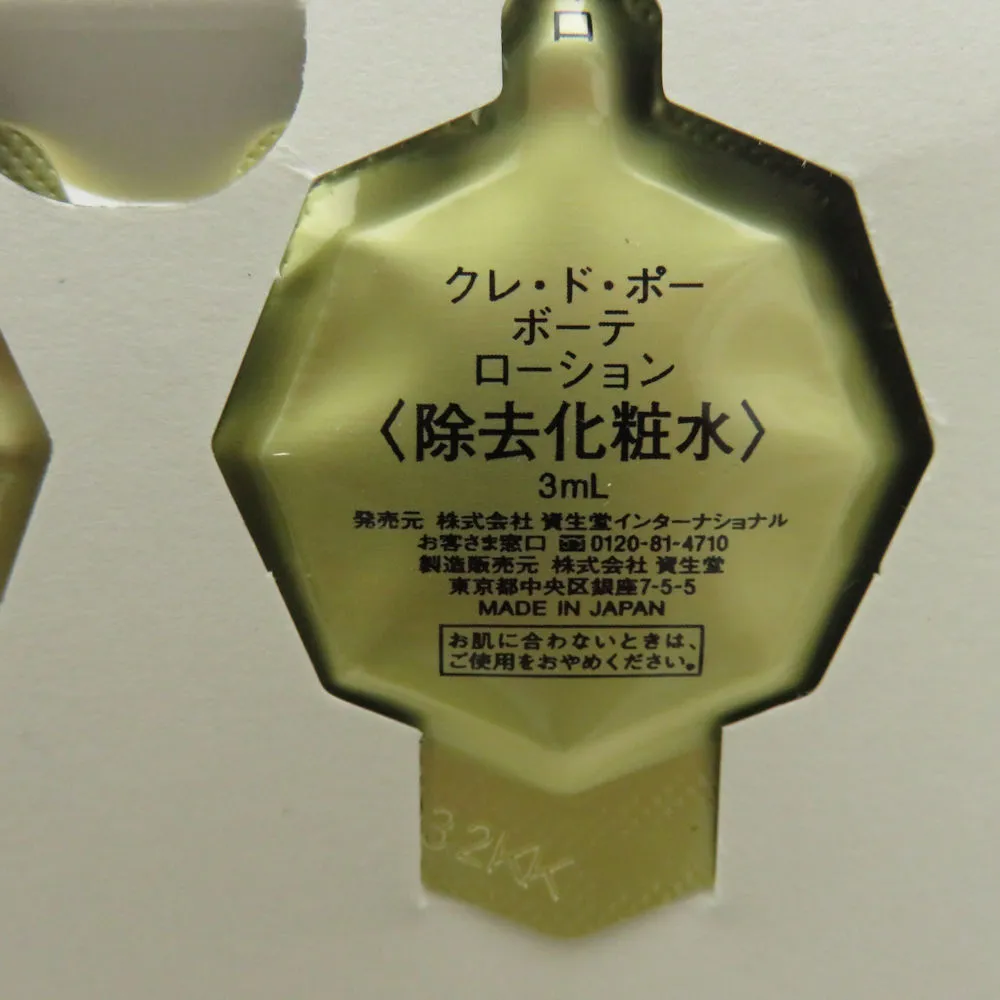 口
クレ・ド・ポー
ボーテ
ローション
〈除去化粧水〉
3mL
発売元 株式会社 資生堂インターナショナル
お客さま窓口 0120-81-4710
製造販売元 株式会社 資生堂
東京都中央区銀座7-5-5
MADE IN JAPAN
お肌に合わないときは、
ご使用をおやめください。
32KK